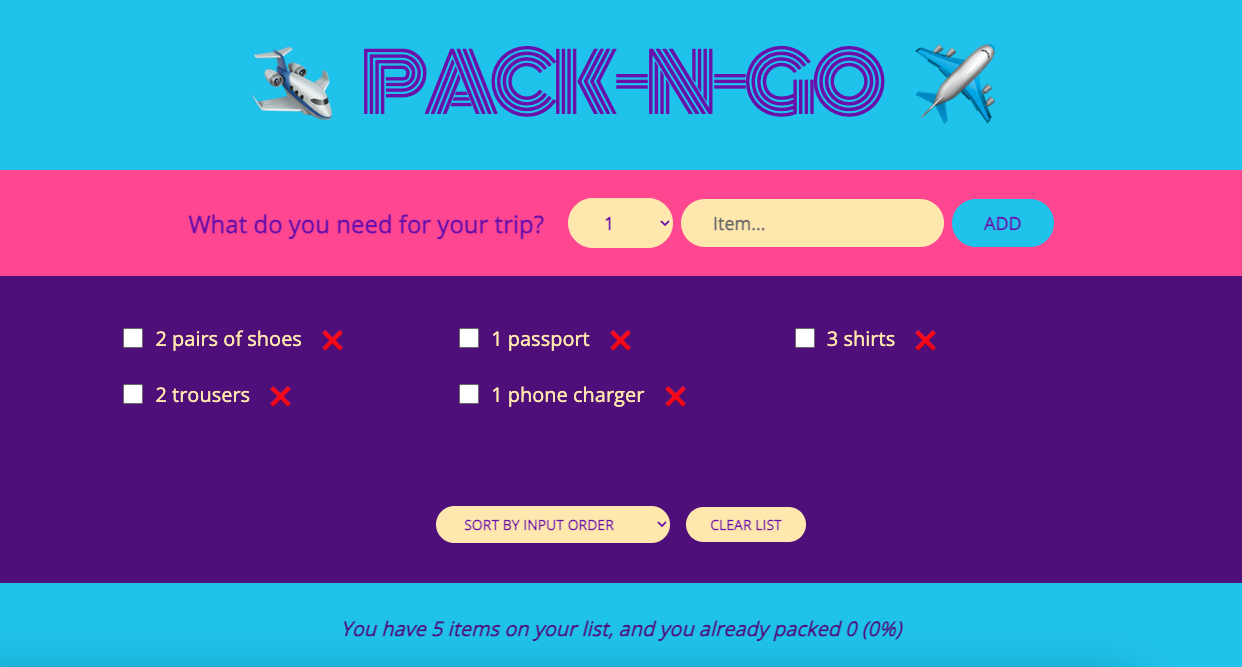 PACK-N-GO
What do you need for your trip? 1 Item... ADD
2 pairs of shoes 1 passport 3 shirts
2 trousers 1 phone charger
SORT BY INPUT ORDER CLEAR LIST
You have 5 items on your list, and you already packed 0 (0%)